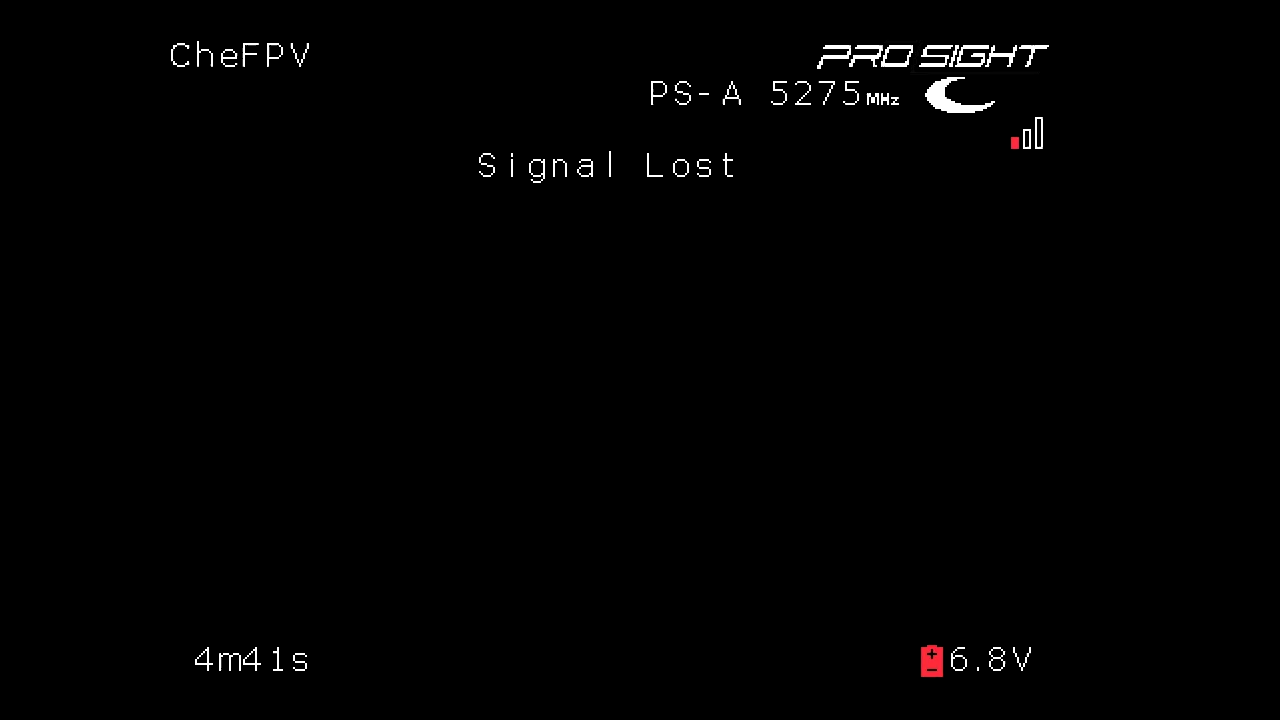 CheFPV
PRO SIGHT
PS-A 5275MHz
Signal Lost
4m41s
6.8V